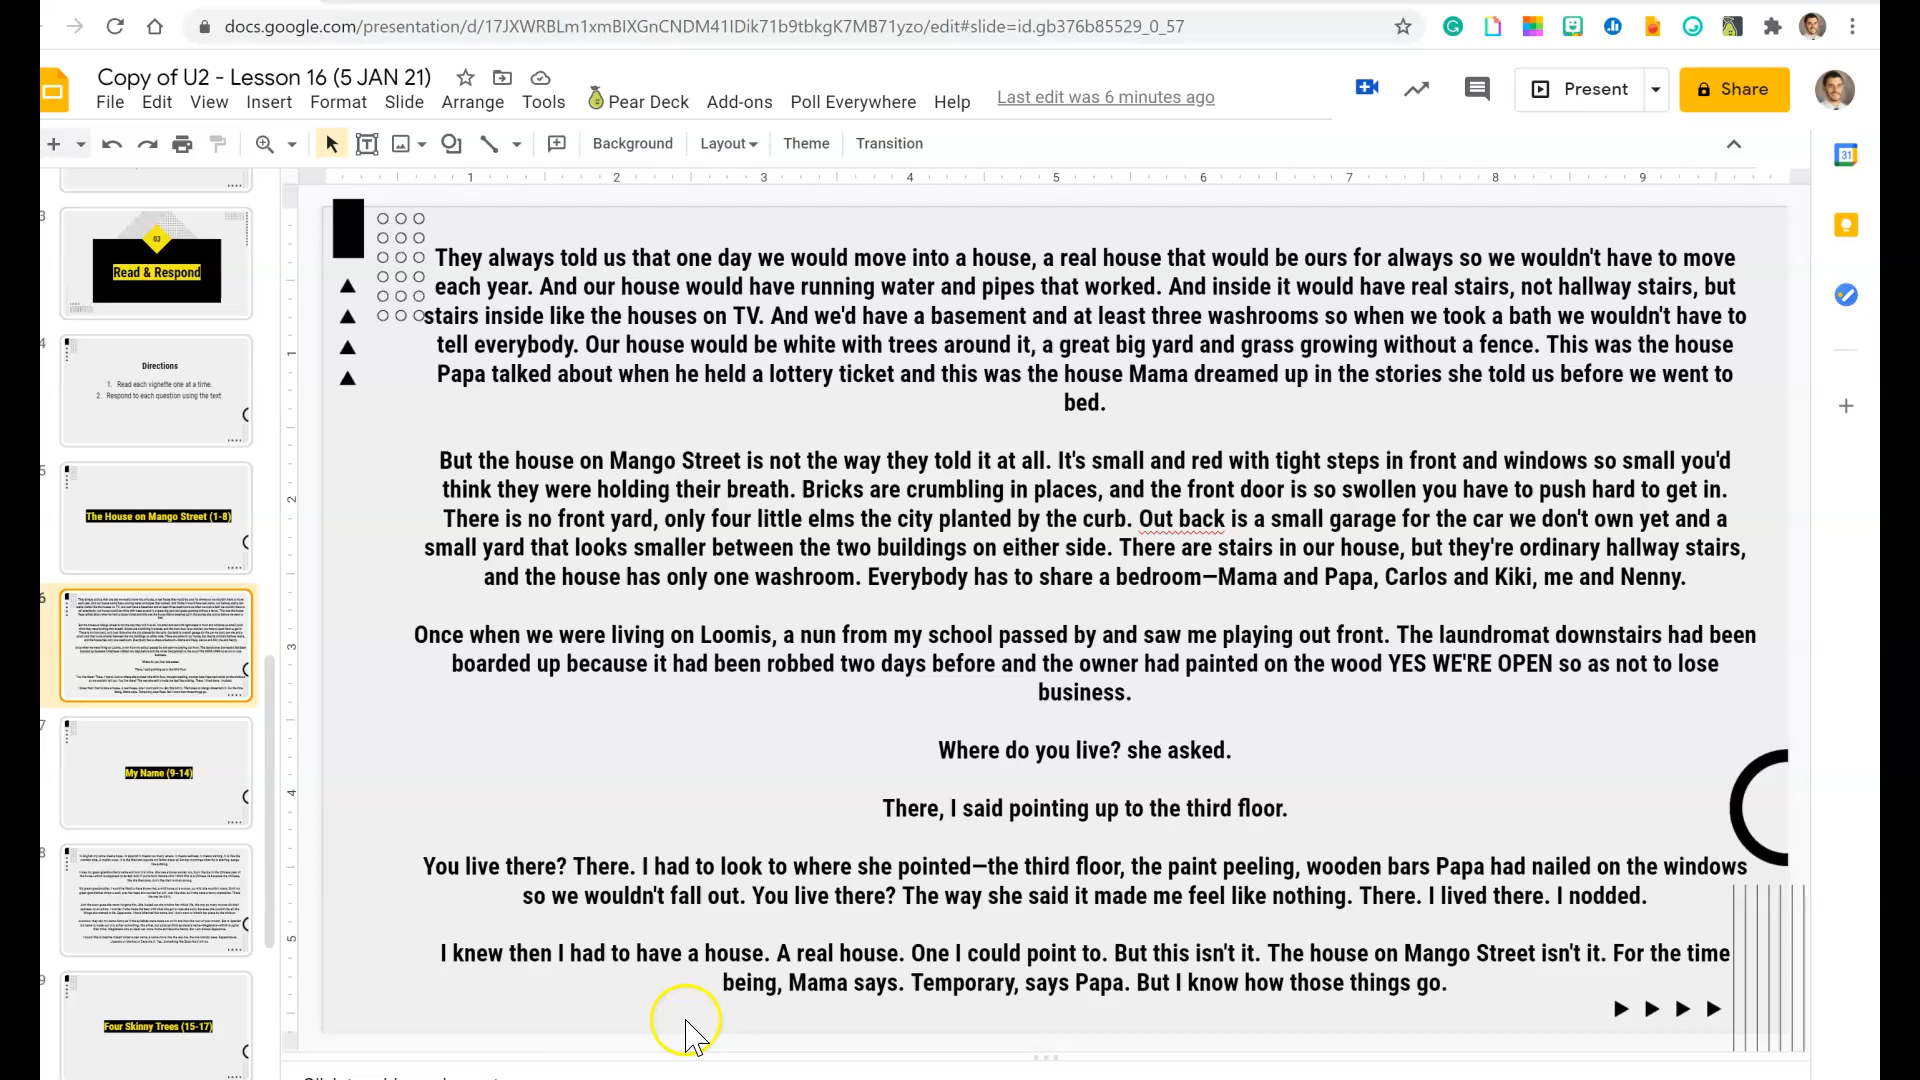 docs.google.com/presentation/d/17JXWRBLm1xmBIXGnCNDM41IDik71b9tbkgK7MB71yzo/edit#slide=id.gb376b85529_0_57
Copy of U2 - Lesson 16 (5 JAN 21)
File Edit View Insert Format Slide Arrange Tools Pear Deck Add-ons Poll Everywhere Help Last edit was 6 minutes ago
Present Share
Background Layout Theme Transition
1 2 3 4 5 6 7 8 9
They always told us that one day we would move into a house, a real house that would be ours for always so we wouldn't have to move
each year. And our house would have running water and pipes that worked. And inside it would have real stairs, not hallway stairs, but
stairs inside like the houses on TV. And we'd have a basement and at least three washrooms so when we took a bath we wouldn't have to
tell everybody. Our house would be white with trees around it, a great big yard and grass growing without a fence. This was the house
Papa talked about when he held a lottery ticket and this was the house Mama dreamed up in the stories she told us before we went to
bed.
But the house on Mango Street is not the way they told it at all. It's small and red with tight steps in front and windows so small you'd
think they were holding their breath. Bricks are crumbling in places, and the front door is so swollen you have to push hard to get in.
There is no front yard, only four little elms the city planted by the curb. Out back is a small garage for the car we don't own yet and a
small yard that looks smaller between the two buildings on either side. There are stairs in our house, but they're ordinary hallway stairs,
and the house has only one washroom. Everybody has to share a bedroom—Mama and Papa, Carlos and Kiki, me and Nenny.
Once when we were living on Loomis, a nun from my school passed by and saw me playing out front. The laundromat downstairs had been
boarded up because it had been robbed two days before and the owner had painted on the wood YES WE'RE OPEN so as not to lose
business.
Where do you live? she asked.
There, I said pointing up to the third floor.
You live there? There. I had to look to where she pointed—the third floor, the paint peeling, wooden bars Papa had nailed on the windows
so we wouldn't fall out. You live there? The way she said it made me feel like nothing. There. I lived there. I nodded.
I knew then I had to have a house. A real house. One I could point to. But this isn't it. The house on Mango Street isn't it. For the time
being, Mama says. Temporary, says Papa. But I know how those things go.
1
2
3
4
5
3
03
Read & Respond
4
Directions
1. Read each vignette one at a time.
2. Respond to each question using the text.
5
The House on Mango Street (1-8)
6
7
My Name (9-14)
8
9
Four Skinny Trees (15-17)
31